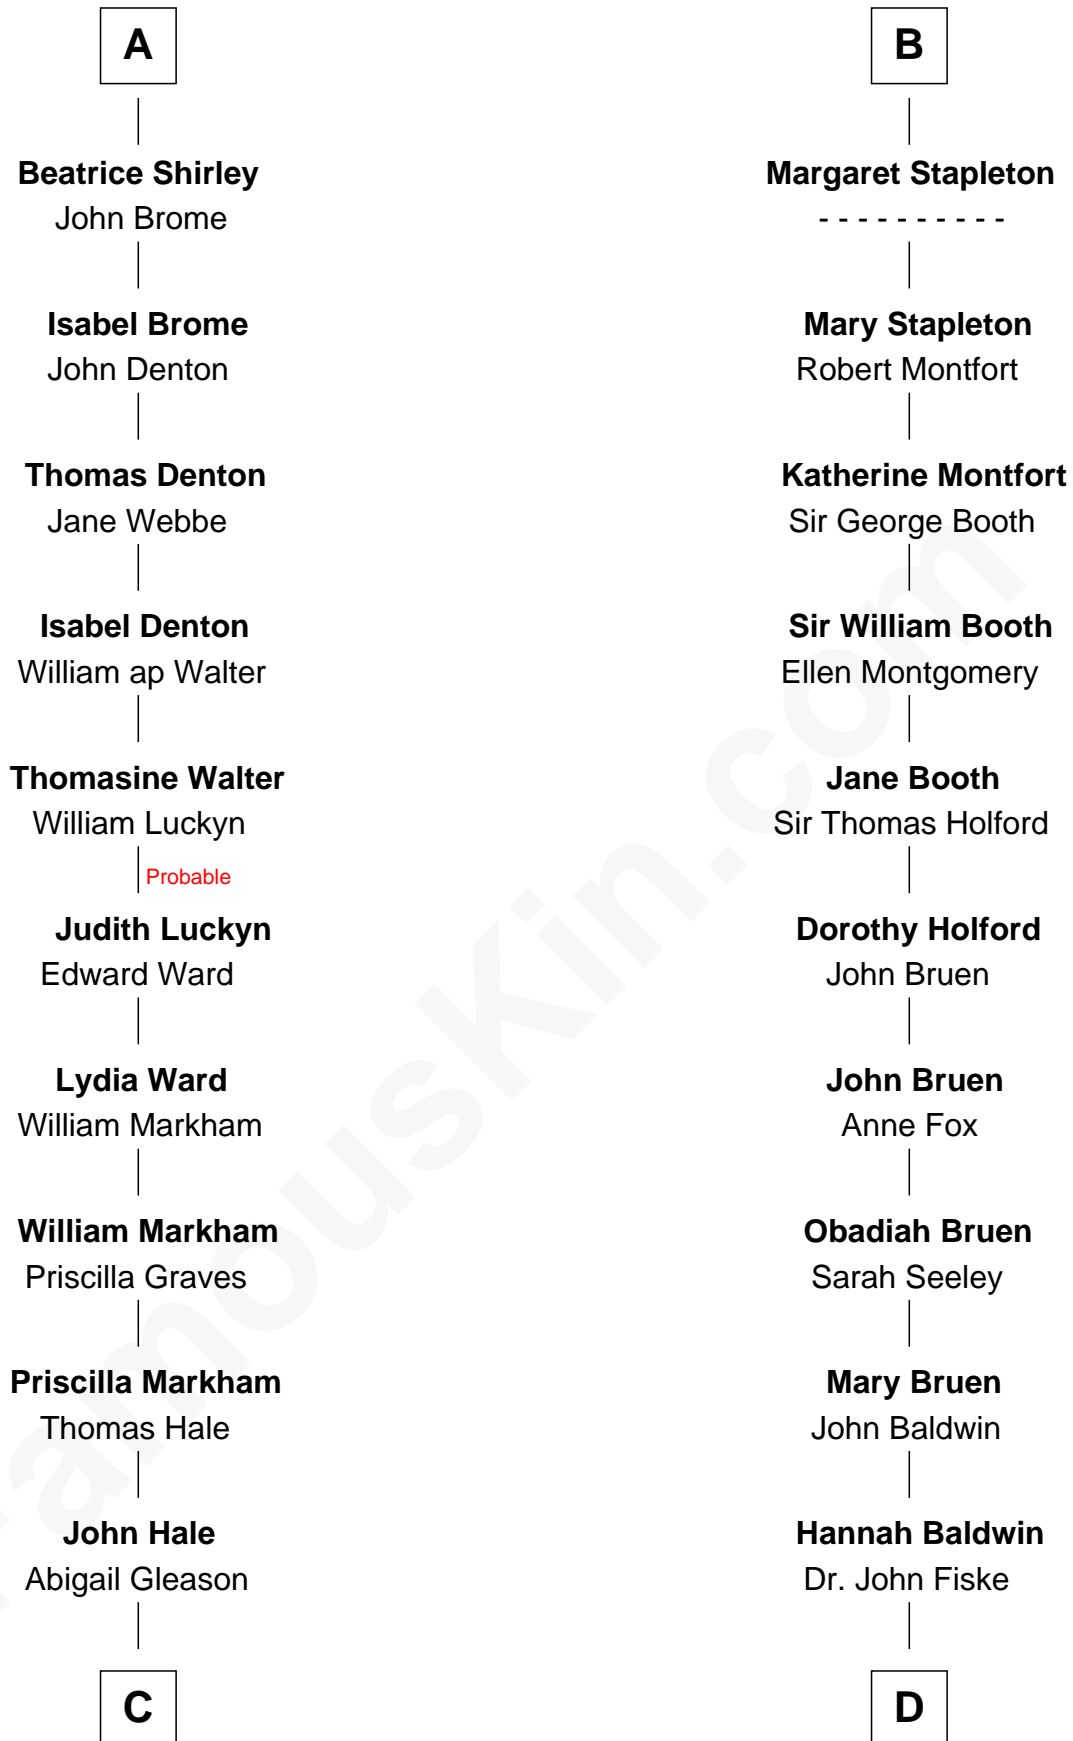 A
Beatrice Shirley
John Brome
Isabel Brome
John Denton
Thomas Denton
Jane Webbe
Isabel Denton
William ap Walter
Thomasine Walter
William Luckyn
Probable
Judith Luckyn
Edward Ward
Lydia Ward
William Markham
William Markham
Priscilla Graves
Priscilla Markham
Thomas Hale
John Hale
Abigail Gleason
C
B
Margaret Stapleton
- - - - - - - - - -
Mary Stapleton
Robert Montfort
Katherine Montfort
Sir George Booth
Sir William Booth
Ellen Montgomery
Jane Booth
Sir Thomas Holford
Dorothy Holford
John Bruen
John Bruen
Anne Fox
Obadiah Bruen
Sarah Seeley
Mary Bruen
John Baldwin
Hannah Baldwin
Dr. John Fiske
D
FamousKin.com